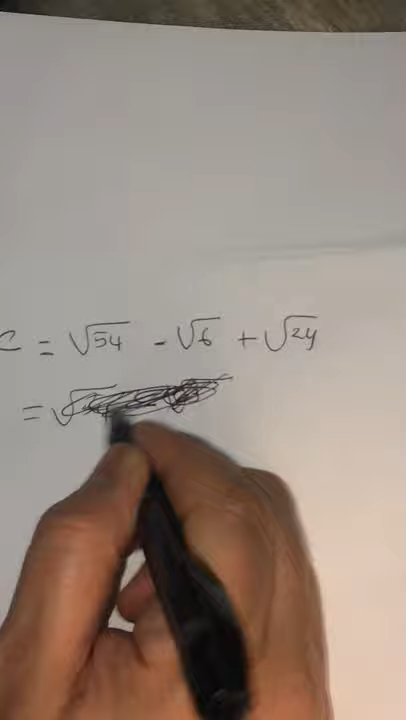 C = √54 - √6 + √24
= √